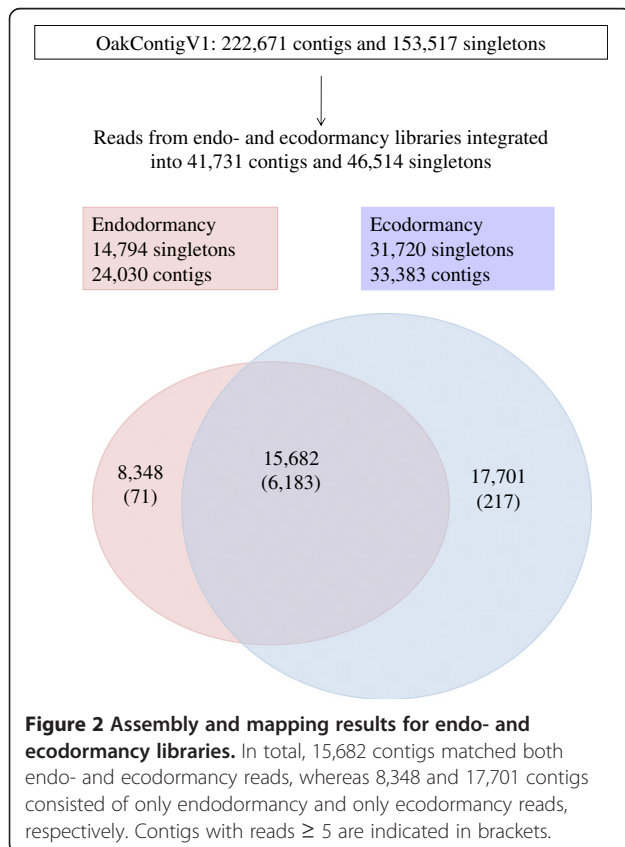 OakContigV1: 222,671 contigs and 153,517 singletons
Reads from endo- and ecodormancy libraries integrated
into 41,731 contigs and 46,514 singletons
Endodormancy
14,794 singletons
24,030 contigs
Ecodormancy
31,720 singletons
33,383 contigs
8,348
(71)
15,682
(6,183)
17,701
(217)
Figure 2 Assembly and mapping results for endo- and
ecodormancy libraries. In total, 15,682 contigs matched both
endo- and ecodormancy reads, whereas 8,348 and 17,701 contigs
consisted of only endodormancy and only ecodormancy reads,
respectively. Contigs with reads ≥ 5 are indicated in brackets.